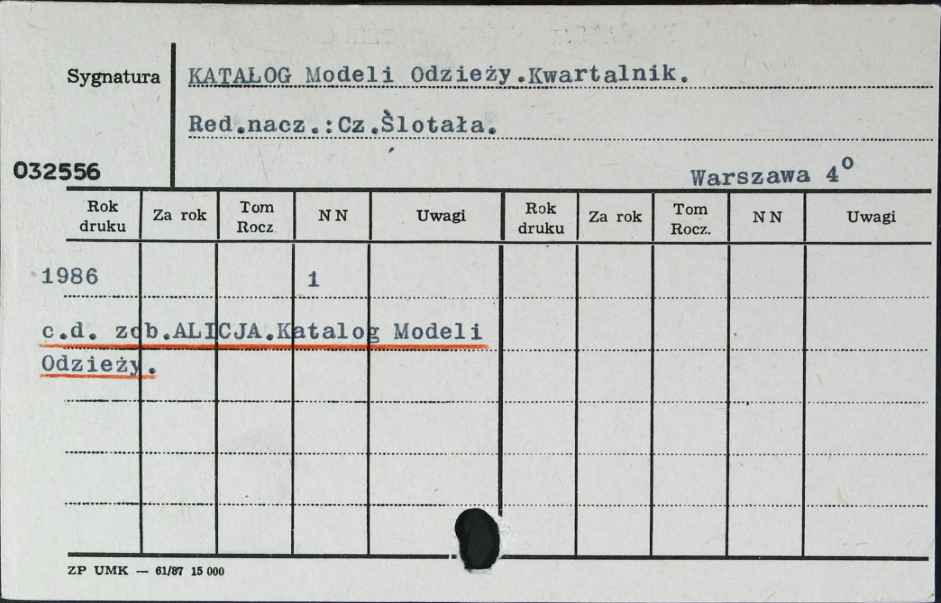 Sygnatura
KATALOG Modeli Odzieży.Kwartalnik.
Red.nacz.:Cz.Ślotała.
032556
Warszawa 4°
Rok druku Za rok Tom Rocz. NN Uwagi Rok druku Za rok Tom Rocz. NN Uwagi
1986 1
c.d. zob.ALICJA.Katalog Modeli
Odzieży.
ZP UMK — 61/87 15 000